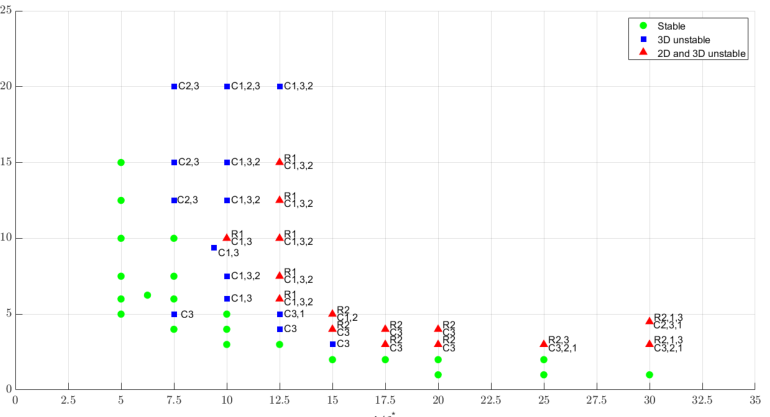 25
Stable
3D unstable
2D and 3D unstable
20
C2,3
C1,2,3
C1,3,2
15
C2,3
C1,3,2
R1
C1,3,2
C2,3
C1,3,2
R1
C1,3,2
10
R1
C1,3
C1,3
R1
C1,3,2
C1,3,2
R1
C1,3,2
C1,3
R1
C1,3,2
5
C3
C3,1
R2
C1,2
R2,1,3
C2,3,1
C3
R2
C3
R2
C3
R2
C3
C3
R2
C3
R2
C3
R2,3
C3,2,1
R2,1,3
C3,2,1
0
0 2.5 5 7.5 10 12.5 15 17.5 20 22.5 25 27.5 30 32.5 35